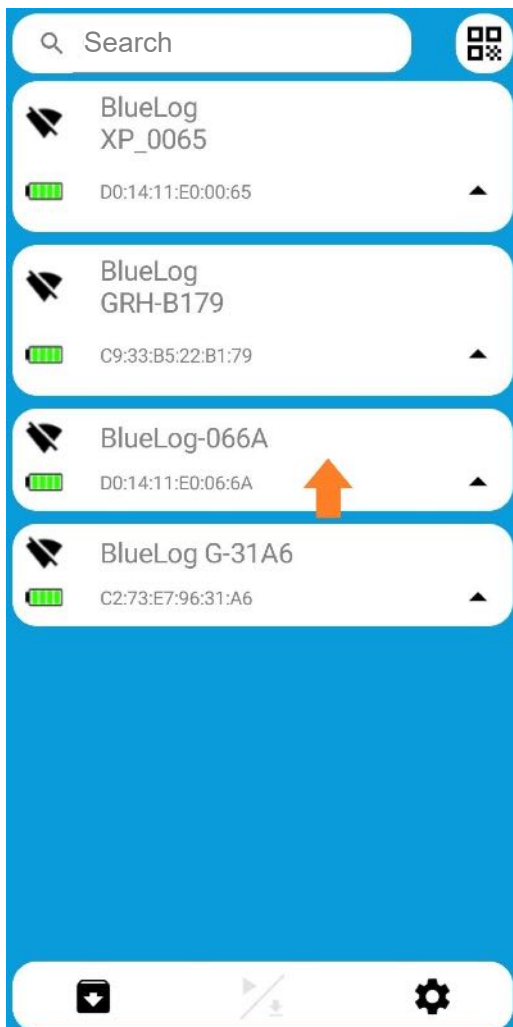 Search
BlueLog
XP_0065
D0:14:11:E0:00:65
BlueLog
GRH-B179
C9:33:B5:22:B1:79
BlueLog-066A
D0:14:11:E0:06:6A
BlueLog G-31A6
C2:73:E7:96:31:A6